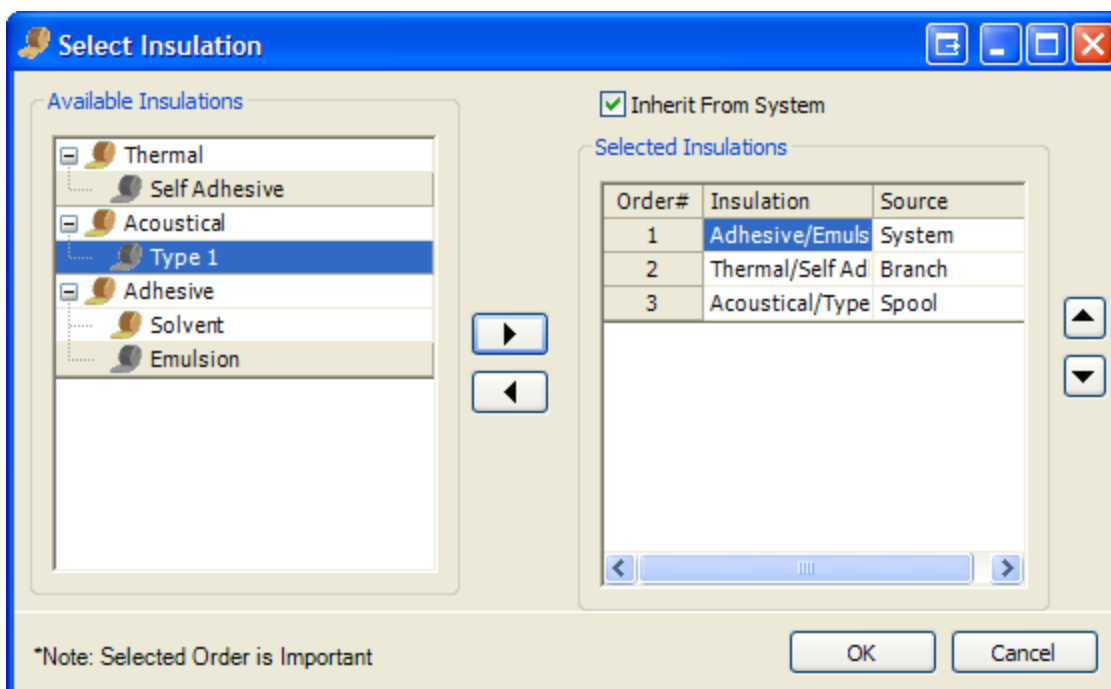 Select Insulation
Available Insulations
Thermal
Self Adhesive
Acoustical
Type 1
Adhesive
Solvent
Emulsion
Inherit From System
Selected Insulations
Order# Insulation Source
1 Adhesive/Emuls System
2 Thermal/Self Ad Branch
3 Acoustical/Type Spool
*Note: Selected Order is Important
OK Cancel